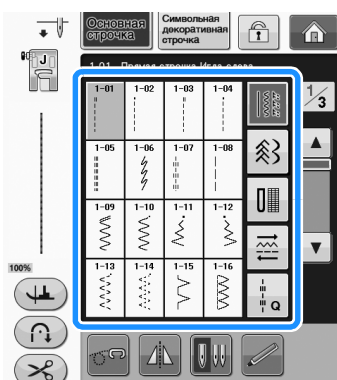 Основная строчка
Символьная декоративная строчка
J
1-01 Прямая строчка Игла слева
1/3
1-01 1-02 1-03 1-04
1-05 1-06 1-07 1-08
1-09 1-10 1-11 1-12
1-13 1-14 1-15 1-16
100%
Q